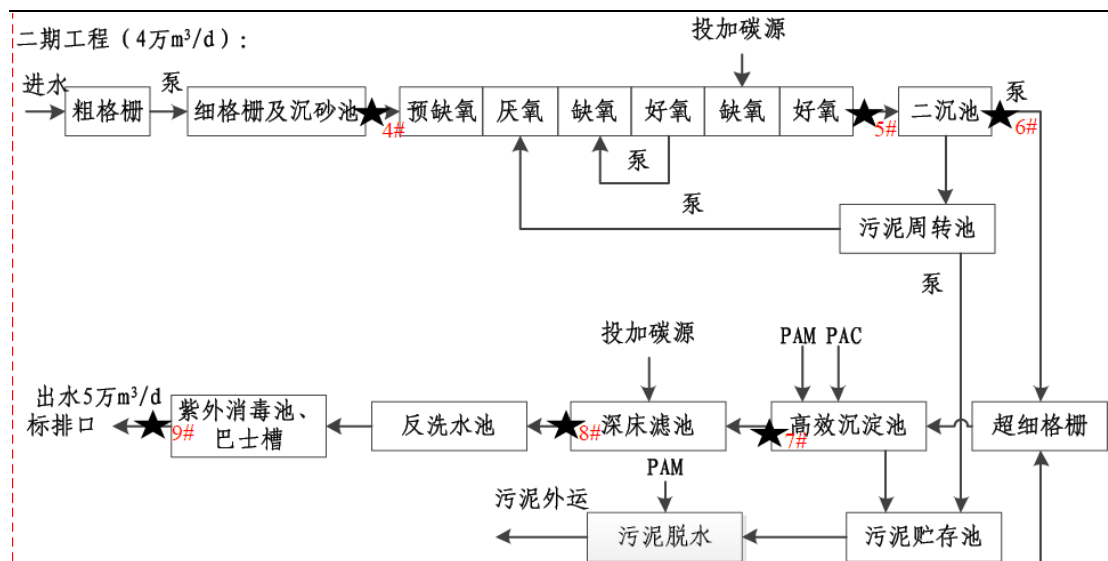 二期工程（4万m³/d）：
投加碳源
进水
粗格栅
泵
细格栅及沉砂池
4#
预缺氧
厌氧
缺氧
好氧
缺氧
好氧
5#
二沉池
6#
泵
泵
泵
污泥周转池
泵
投加碳源
PAM PAC
出水5万m³/d
标排口
9#
紫外消毒池、
巴士槽
反洗水池
8#
深床滤池
7#
高效沉淀池
超细格栅
PAM
污泥外运
污泥脱水
污泥贮存池